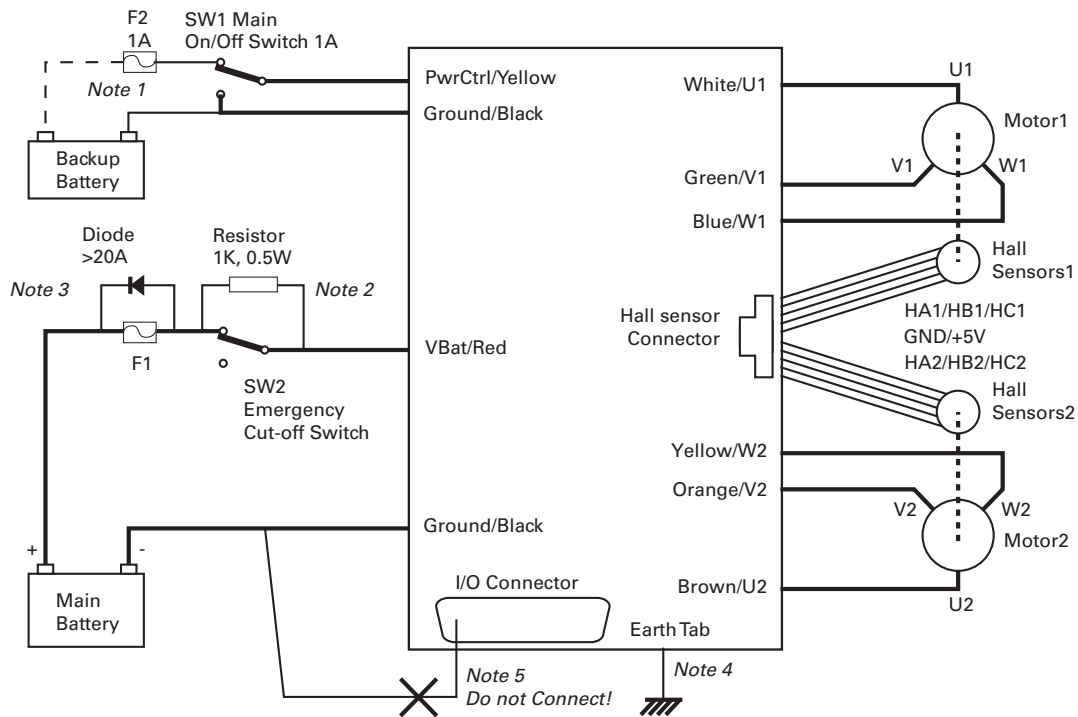 F2
1A
SW1 Main
On/Off Switch 1A
Note 1
Backup
Battery
PwrCtrl/Yellow
Ground/Black
White/U1
U1
Motor1
V1
W1
Green/V1
Blue/W1
Diode
>20A
Resistor
1K, 0.5W
Note 3
Note 2
F1
VBat/Red
SW2
Emergency
Cut-off Switch
Hall sensor
Connector
Hall
Sensors1
HA1/HB1/HC1
GND/+5V
HA2/HB2/HC2
Hall
Sensors2
Yellow/W2
Orange/V2
V2
W2
Motor2
Brown/U2
U2
Ground/Black
+
-
Main
Battery
I/O Connector
Earth Tab
Note 5
Do not Connect!
Note 4